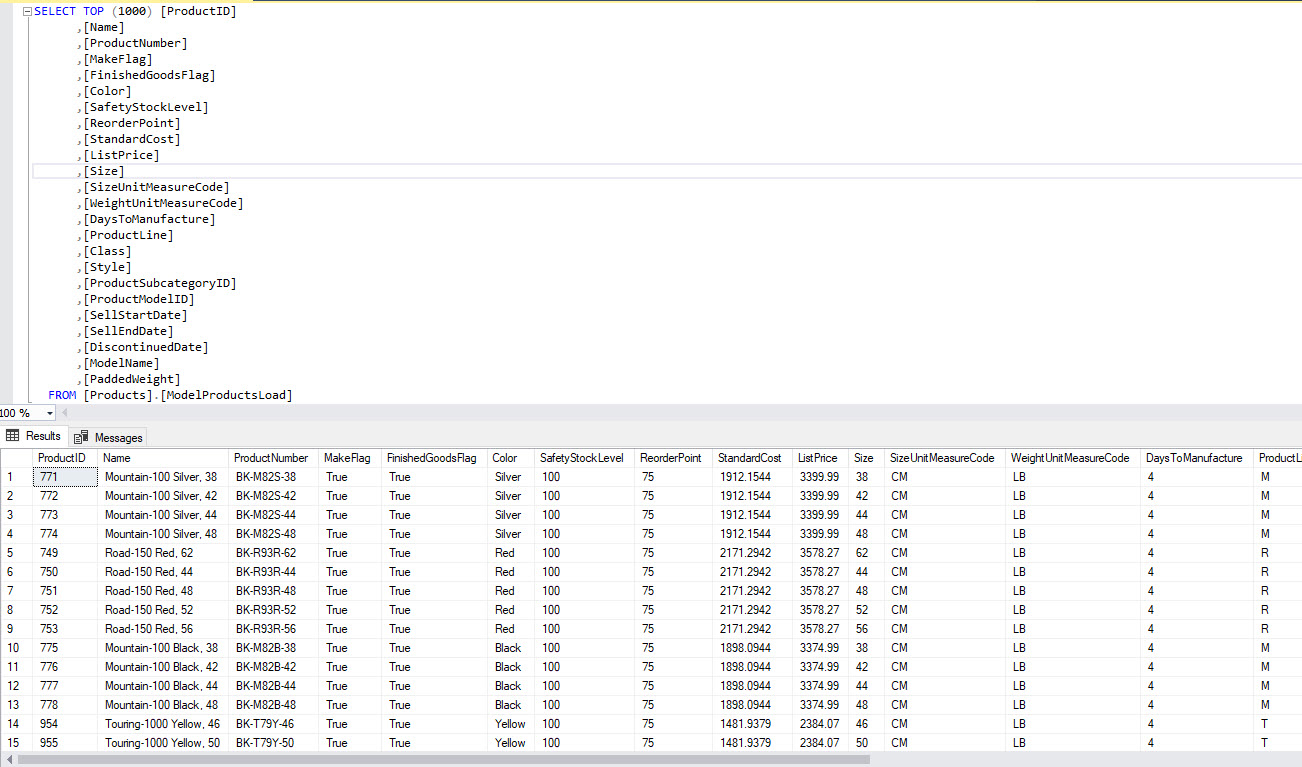 SELECT TOP (1000) [ProductID]
,[Name]
,[ProductNumber]
,[MakeFlag]
,[FinishedGoodsFlag]
,[Color]
,[SafetyStockLevel]
,[ReorderPoint]
,[StandardCost]
,[ListPrice]
,[Size]
,[SizeUnitMeasureCode]
,[WeightUnitMeasureCode]
,[DaysToManufacture]
,[ProductLine]
,[Class]
,[Style]
,[ProductSubcategoryID]
,[ProductModelID]
,[SellStartDate]
,[SellEndDate]
,[DiscontinuedDate]
,[ModelName]
,[PaddedWeight]
FROM [Products].[ModelProductsLoad]
100 %
Results Messages
ProductID Name ProductNumber MakeFlag FinishedGoodsFlag Color SafetyStockLevel ReorderPoint StandardCost ListPrice Size SizeUnitMeasureCode WeightUnitMeasureCode DaysToManufacture ProductL
1 771 Mountain-100 Silver, 38 BK-M82S-38 True True Silver 100 75 1912.1544 3399.99 38 CM LB 4 M
2 772 Mountain-100 Silver, 42 BK-M82S-42 True True Silver 100 75 1912.1544 3399.99 42 CM LB 4 M
3 773 Mountain-100 Silver, 44 BK-M82S-44 True True Silver 100 75 1912.1544 3399.99 44 CM LB 4 M
4 774 Mountain-100 Silver, 48 BK-M82S-48 True True Silver 100 75 1912.1544 3399.99 48 CM LB 4 M
5 749 Road-150 Red, 62 BK-R93R-62 True True Red 100 75 2171.2942 3578.27 62 CM LB 4 R
6 750 Road-150 Red, 44 BK-R93R-44 True True Red 100 75 2171.2942 3578.27 44 CM LB 4 R
7 751 Road-150 Red, 48 BK-R93R-48 True True Red 100 75 2171.2942 3578.27 48 CM LB 4 R
8 752 Road-150 Red, 52 BK-R93R-52 True True Red 100 75 2171.2942 3578.27 52 CM LB 4 R
9 753 Road-150 Red, 56 BK-R93R-56 True True Red 100 75 2171.2942 3578.27 56 CM LB 4 R
10 775 Mountain-100 Black, 38 BK-M82B-38 True True Black 100 75 1898.0944 3374.99 38 CM LB 4 M
11 776 Mountain-100 Black, 42 BK-M82B-42 True True Black 100 75 1898.0944 3374.99 42 CM LB 4 M
12 777 Mountain-100 Black, 44 BK-M82B-44 True True Black 100 75 1898.0944 3374.99 44 CM LB 4 M
13 778 Mountain-100 Black, 48 BK-M82B-48 True True Black 100 75 1898.0944 3374.99 48 CM LB 4 M
14 954 Touring-1000 Yellow, 46 BK-T79Y-46 True True Yellow 100 75 1481.9379 2384.07 46 CM LB 4 T
15 955 Touring-1000 Yellow, 50 BK-T79Y-50 True True Yellow 100 75 1481.9379 2384.07 50 CM LB 4 T